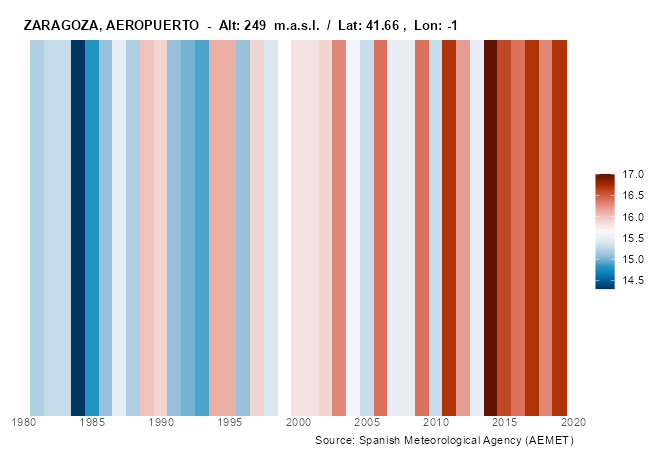 ZARAGOZA, AEROPUERTO - Alt: 249 m.a.s.l. / Lat: 41.66 , Lon: -1
17.0
16.5
16.0
15.5
15.0
14.5
1980 1985 1990 1995 2000 2005 2010 2015 2020
Source: Spanish Meteorological Agency (AEMET)